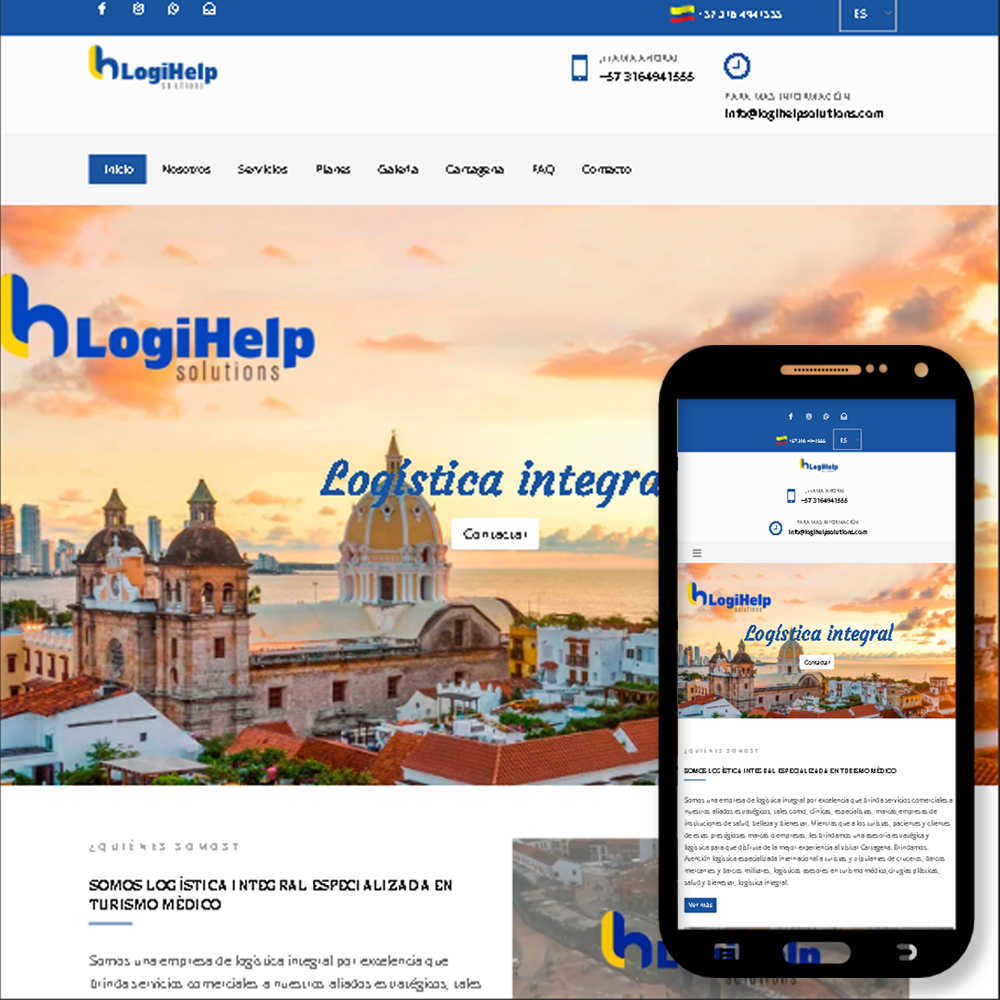 +57 316 4941555
ES
LogiHelp
solutions
¡LLAMA AHORA!
+57 3164941555
PARA MAS INFORMACIÓN
info@logihelpsolutions.com
Inicio Nosotros Servicios Planes Galería Cartagena FAQ Contacto
LogiHelp
solutions
Logística integra
Contactar
¿QUIÉNES SOMOS?
SOMOS LOGÍSTICA INTEGRAL ESPECIALIZADA EN
TURISMO MÉDICO
Somos una empresa de logística integral por excelencia que
brinda servicios comerciales a nuestros aliados estratégicos, tales
+57 316 4941555
ES
LogiHelp
¡LLAMA AHORA!
+57 3164941555
PARA MAS INFORMACIÓN
info@logihelpsolutions.com
LogiHelp
solutions
Logística integral
Contactar
¿QUIÉNES SOMOS?
SOMOS LOGÍSTICA INTEGRAL ESPECIALIZADA EN TURISMO MÉDICO
Somos una empresa de logística integral por excelencia que brinda servicios comerciales a
nuestros aliados estratégicos, tales como, clínicas, especialistas, marcas,empresas de
instituciones de salud, belleza y bienestar. Mientras que a los turistas, pacientes y clientes
de estas prestigiosas marcas o empresas, les brindamos una asesoría estratégica y
logística para que disfrute de la mejor experiencia al visitar Cartagena. Brindamos.
Atención logística especializada internacional a turistas y tripulantes de cruceros, barcos
mercantes y barcos militares, logísticas asesores en turismo médico,cirugías plásticas,
salud y bienestar, logística integral.
Ver más